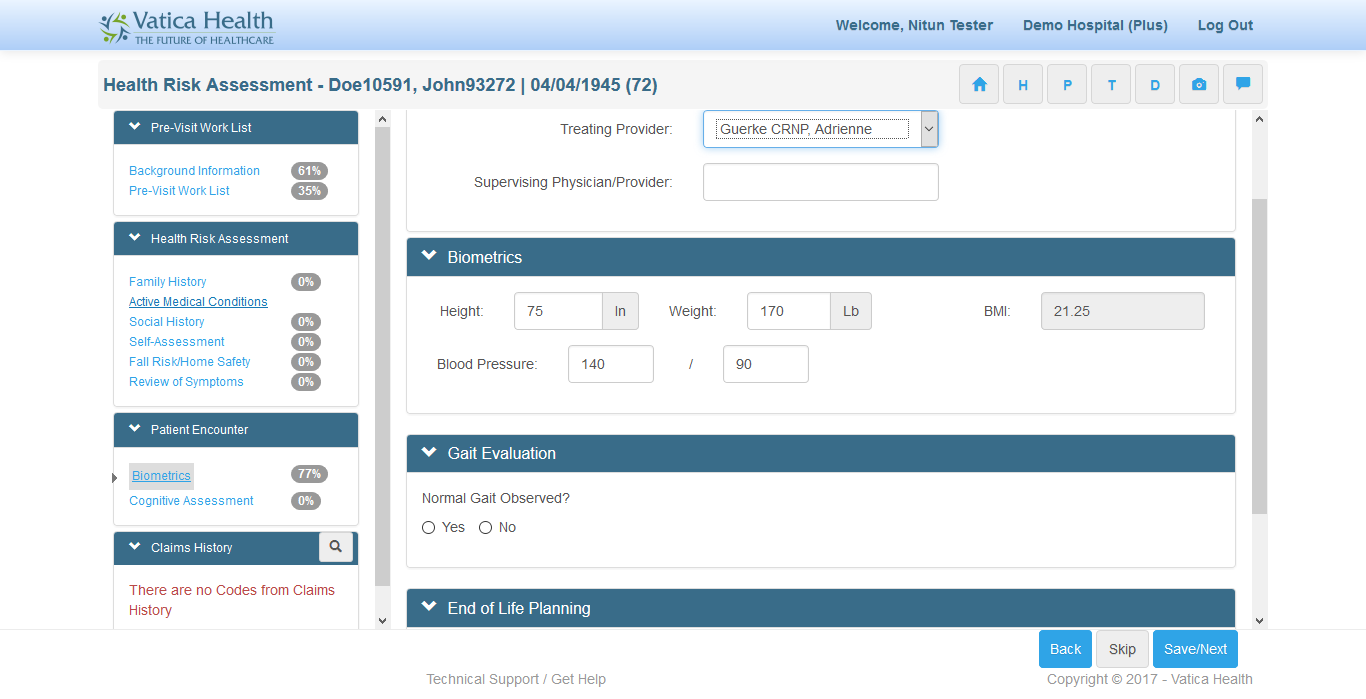 Vatica Health
THE FUTURE OF HEALTHCARE
Welcome, Nitun Tester
Demo Hospital (Plus)
Log Out
Health Risk Assessment - Doe10591, John93272 | 04/04/1945 (72)
H
P
T
D
Pre-Visit Work List
Background Information 61%
Pre-Visit Work List 35%
Health Risk Assessment
Family History 0%
Active Medical Conditions
Social History 0%
Self-Assessment 0%
Fall Risk/Home Safety 0%
Review of Symptoms 0%
Patient Encounter
Biometrics 77%
Cognitive Assessment 0%
Claims History
There are no Codes from Claims
History
Treating Provider: Guerke CRNP, Adrienne
Supervising Physician/Provider:
Biometrics
Height: 75 In Weight: 170 Lb BMI: 21.25
Blood Pressure: 140 / 90
Gait Evaluation
Normal Gait Observed?
Yes No
End of Life Planning
Back Skip Save/Next
Technical Support / Get Help
Copyright © 2017 - Vatica Health